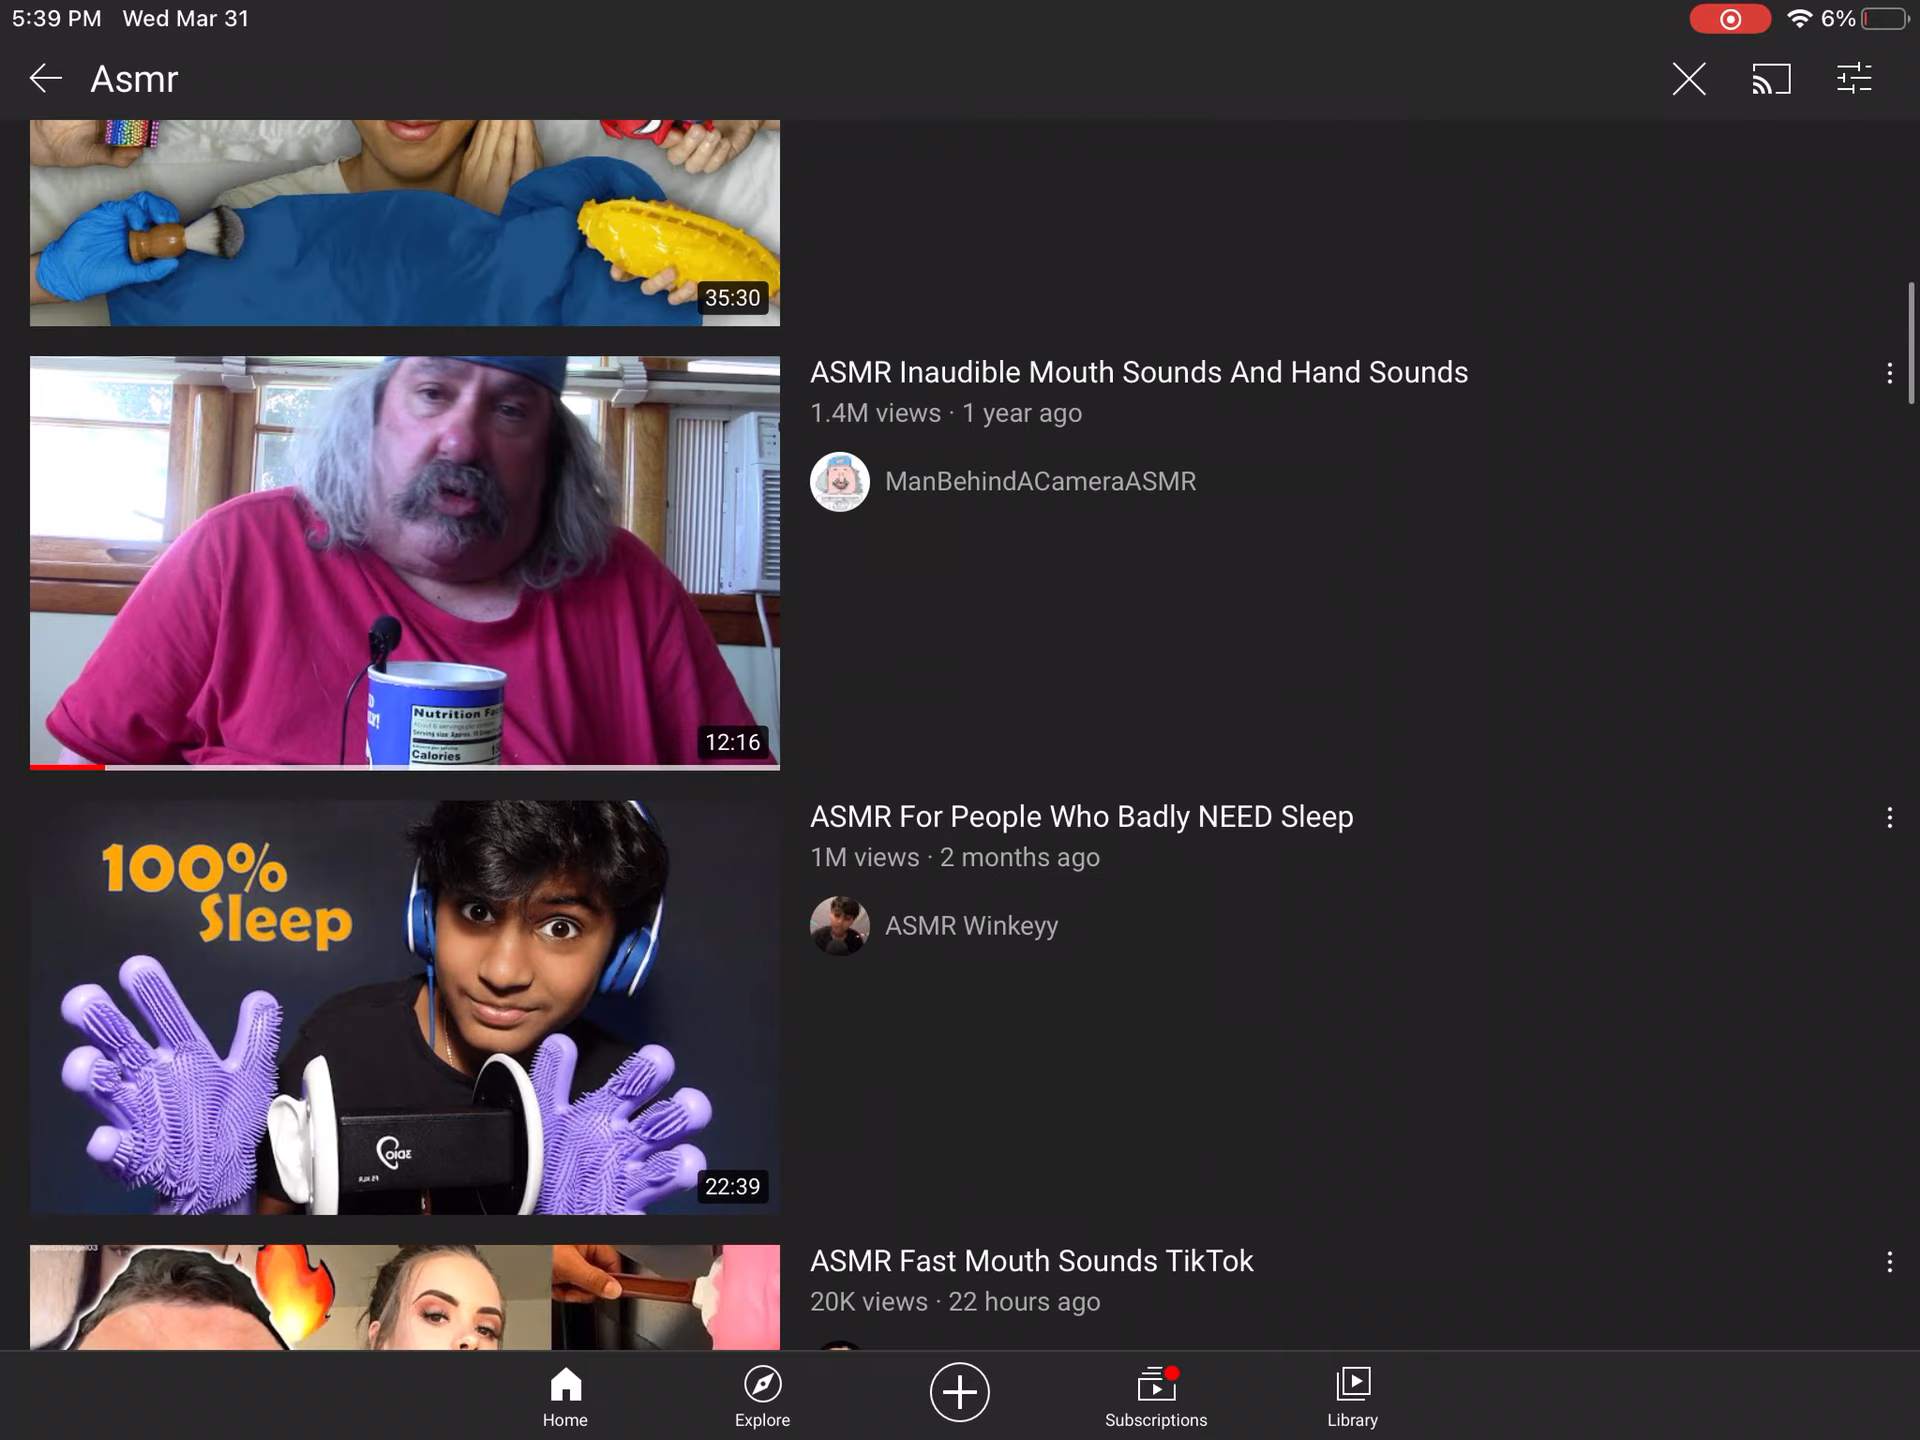 5:39 PM Wed Mar 31
6%
Asmr
35:30
ASMR Inaudible Mouth Sounds And Hand Sounds
1.4M views · 1 year ago
ManBehindACameraASMR
Nutrition Fac
Calories
12:16
100%
Sleep
ASMR For People Who Badly NEED Sleep
1M views · 2 months ago
ASMR Winkeyy
3DIO
22:39
ASMR Fast Mouth Sounds TikTok
20K views · 22 hours ago
Home
Explore
Subscriptions
Library